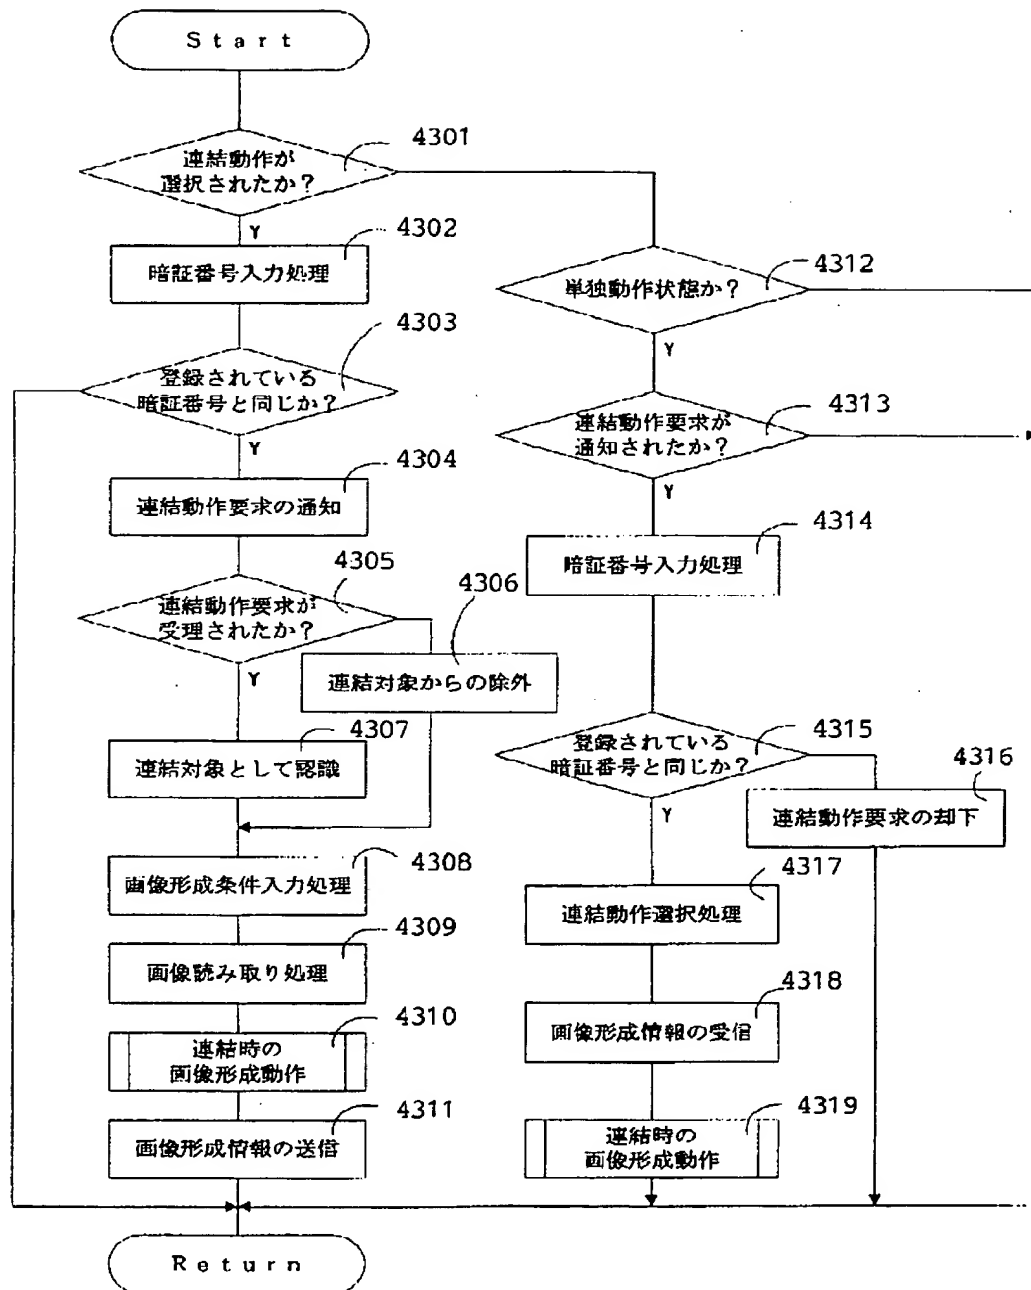 Start
4301
連結動作が
選択されたか？
Y
4302
暗証番号入力処理
4303
登録されている
暗証番号と同じか？
Y
4304
連結動作要求の通知
4305
連結動作要求が
受理されたか？
Y
4306
連結対象からの除外
4307
連結対象として認識
4308
画像形成条件入力処理
4309
画像読み取り処理
4310
連結時の
画像形成動作
4311
画像形成情報の送信
4312
単独動作状態か？
Y
4313
連結動作要求が
通知されたか？
Y
4314
暗証番号入力処理
4315
登録されている
暗証番号と同じか？
Y
4316
連結動作要求の却下
4317
連結動作選択処理
4318
画像形成情報の受信
4319
連結時の
画像形成動作
Return